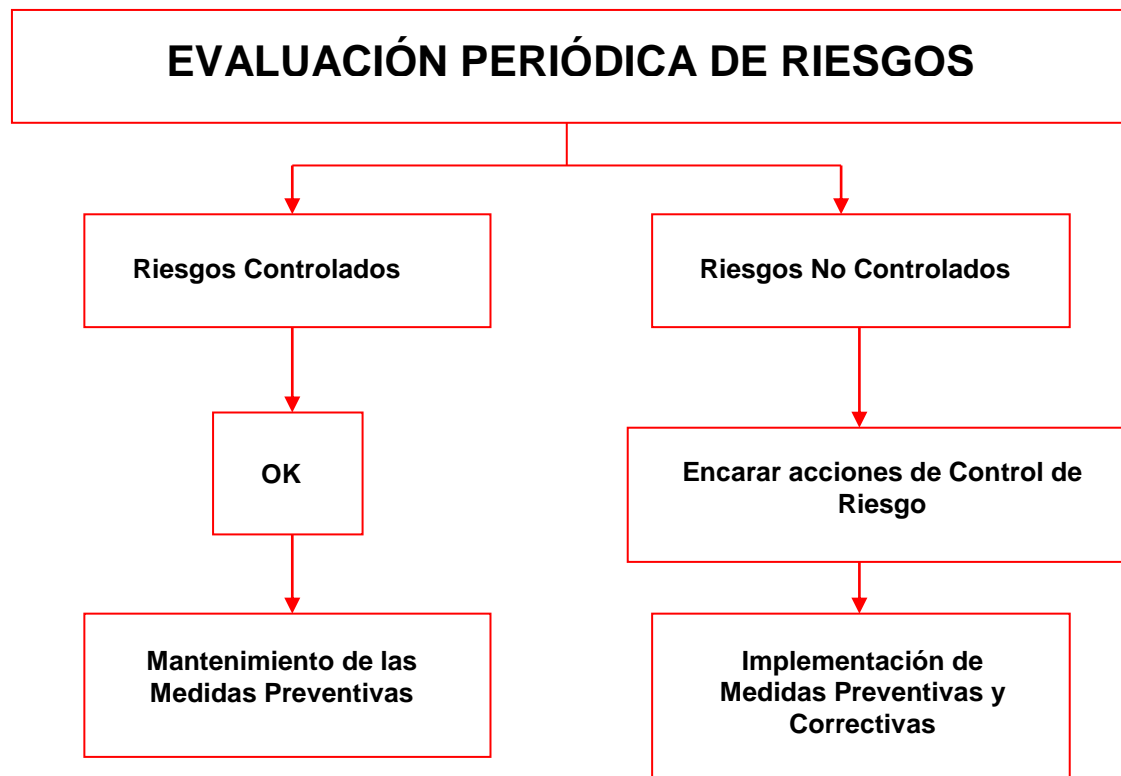 EVALUACIÓN PERIÓDICA DE RIESGOS
Riesgos Controlados
Riesgos No Controlados
OK
Encarar acciones de Control de
Riesgo
Mantenimiento de las
Medidas Preventivas
Implementación de
Medidas Preventivas y
Correctivas